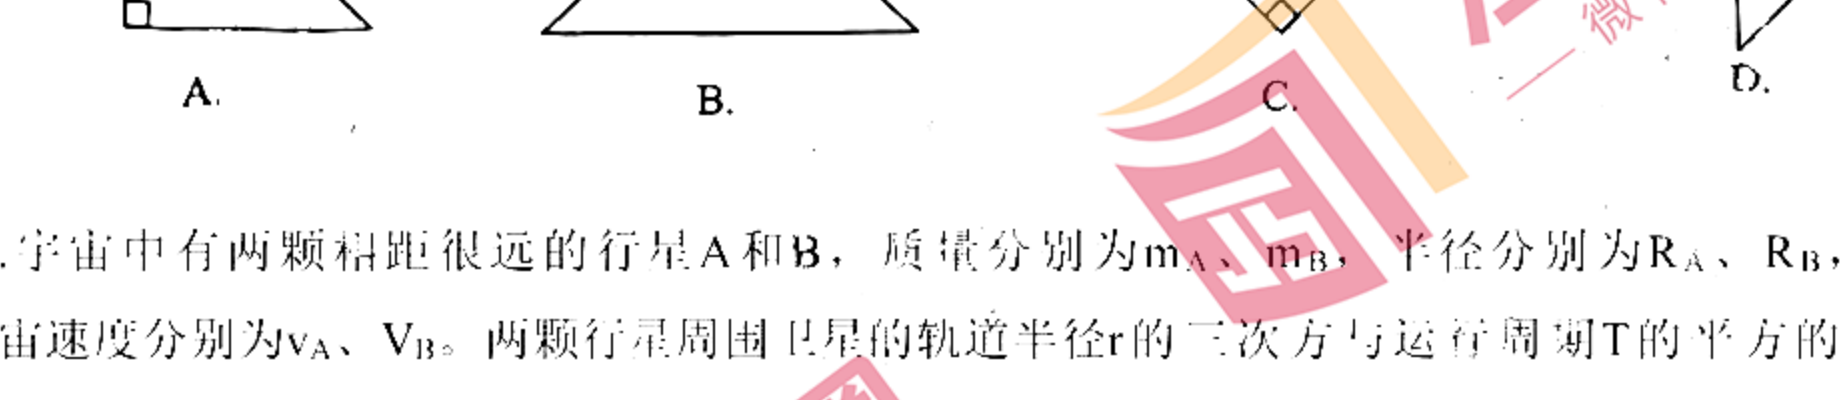 A. B. C. D.
微
.宇宙中有两颗相距很远的行星A和B，质量分别为mA、mB，半径分别为RA、RB，
宙速度分别为vA、VB。两颗行星周围卫星的轨道半径r的三次方与运行周期T的平方的